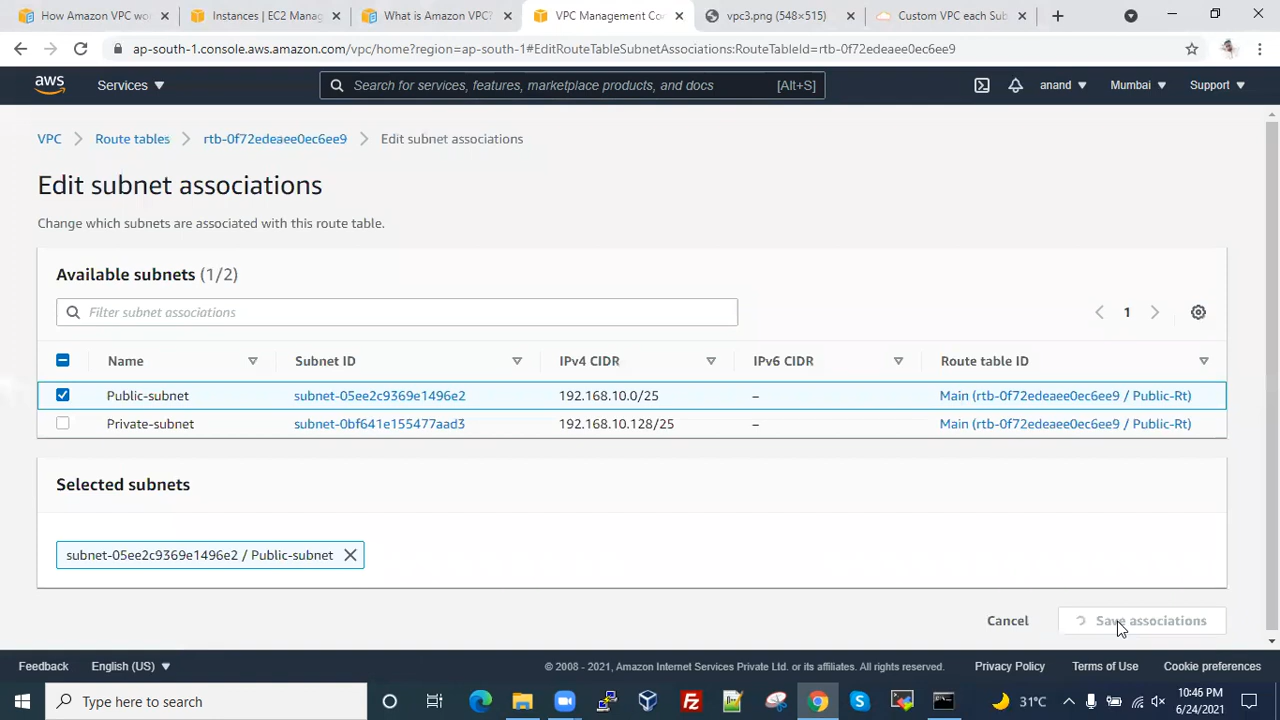 How Amazon VPC wo
Instances | EC2 Manag
What is Amazon VPC?
VPC Management Co
vpc3.png (548×515)
Custom VPC each Sub
ap-south-1.console.aws.amazon.com/vpc/home?region=ap-south-1#EditRouteTableSubnetAssociations:RouteTableId=rtb-0f72edeaee0ec6ee9
aws
Services
Search for services, features, marketplace products, and docs
[Alt+S]
anand
Mumbai
Support
VPC
Route tables
rtb-0f72edeaee0ec6ee9
Edit subnet associations
Edit subnet associations
Change which subnets are associated with this route table.
Available subnets (1/2)
Filter subnet associations
1
Name
Subnet ID
IPv4 CIDR
IPv6 CIDR
Route table ID
Public-subnet
subnet-05ee2c9369e1496e2
192.168.10.0/25
–
Main (rtb-0f72edeaee0ec6ee9 / Public-Rt)
Private-subnet
subnet-0bf641e155477aad3
192.168.10.128/25
–
Main (rtb-0f72edeaee0ec6ee9 / Public-Rt)
Selected subnets
subnet-05ee2c9369e1496e2 / Public-subnet
Cancel
Save associations
Feedback
English (US)
© 2008 - 2021, Amazon Internet Services Private Ltd. or its affiliates. All rights reserved.
Privacy Policy
Terms of Use
Cookie preferences
Type here to search
31°C
10:46 PM
6/24/2021